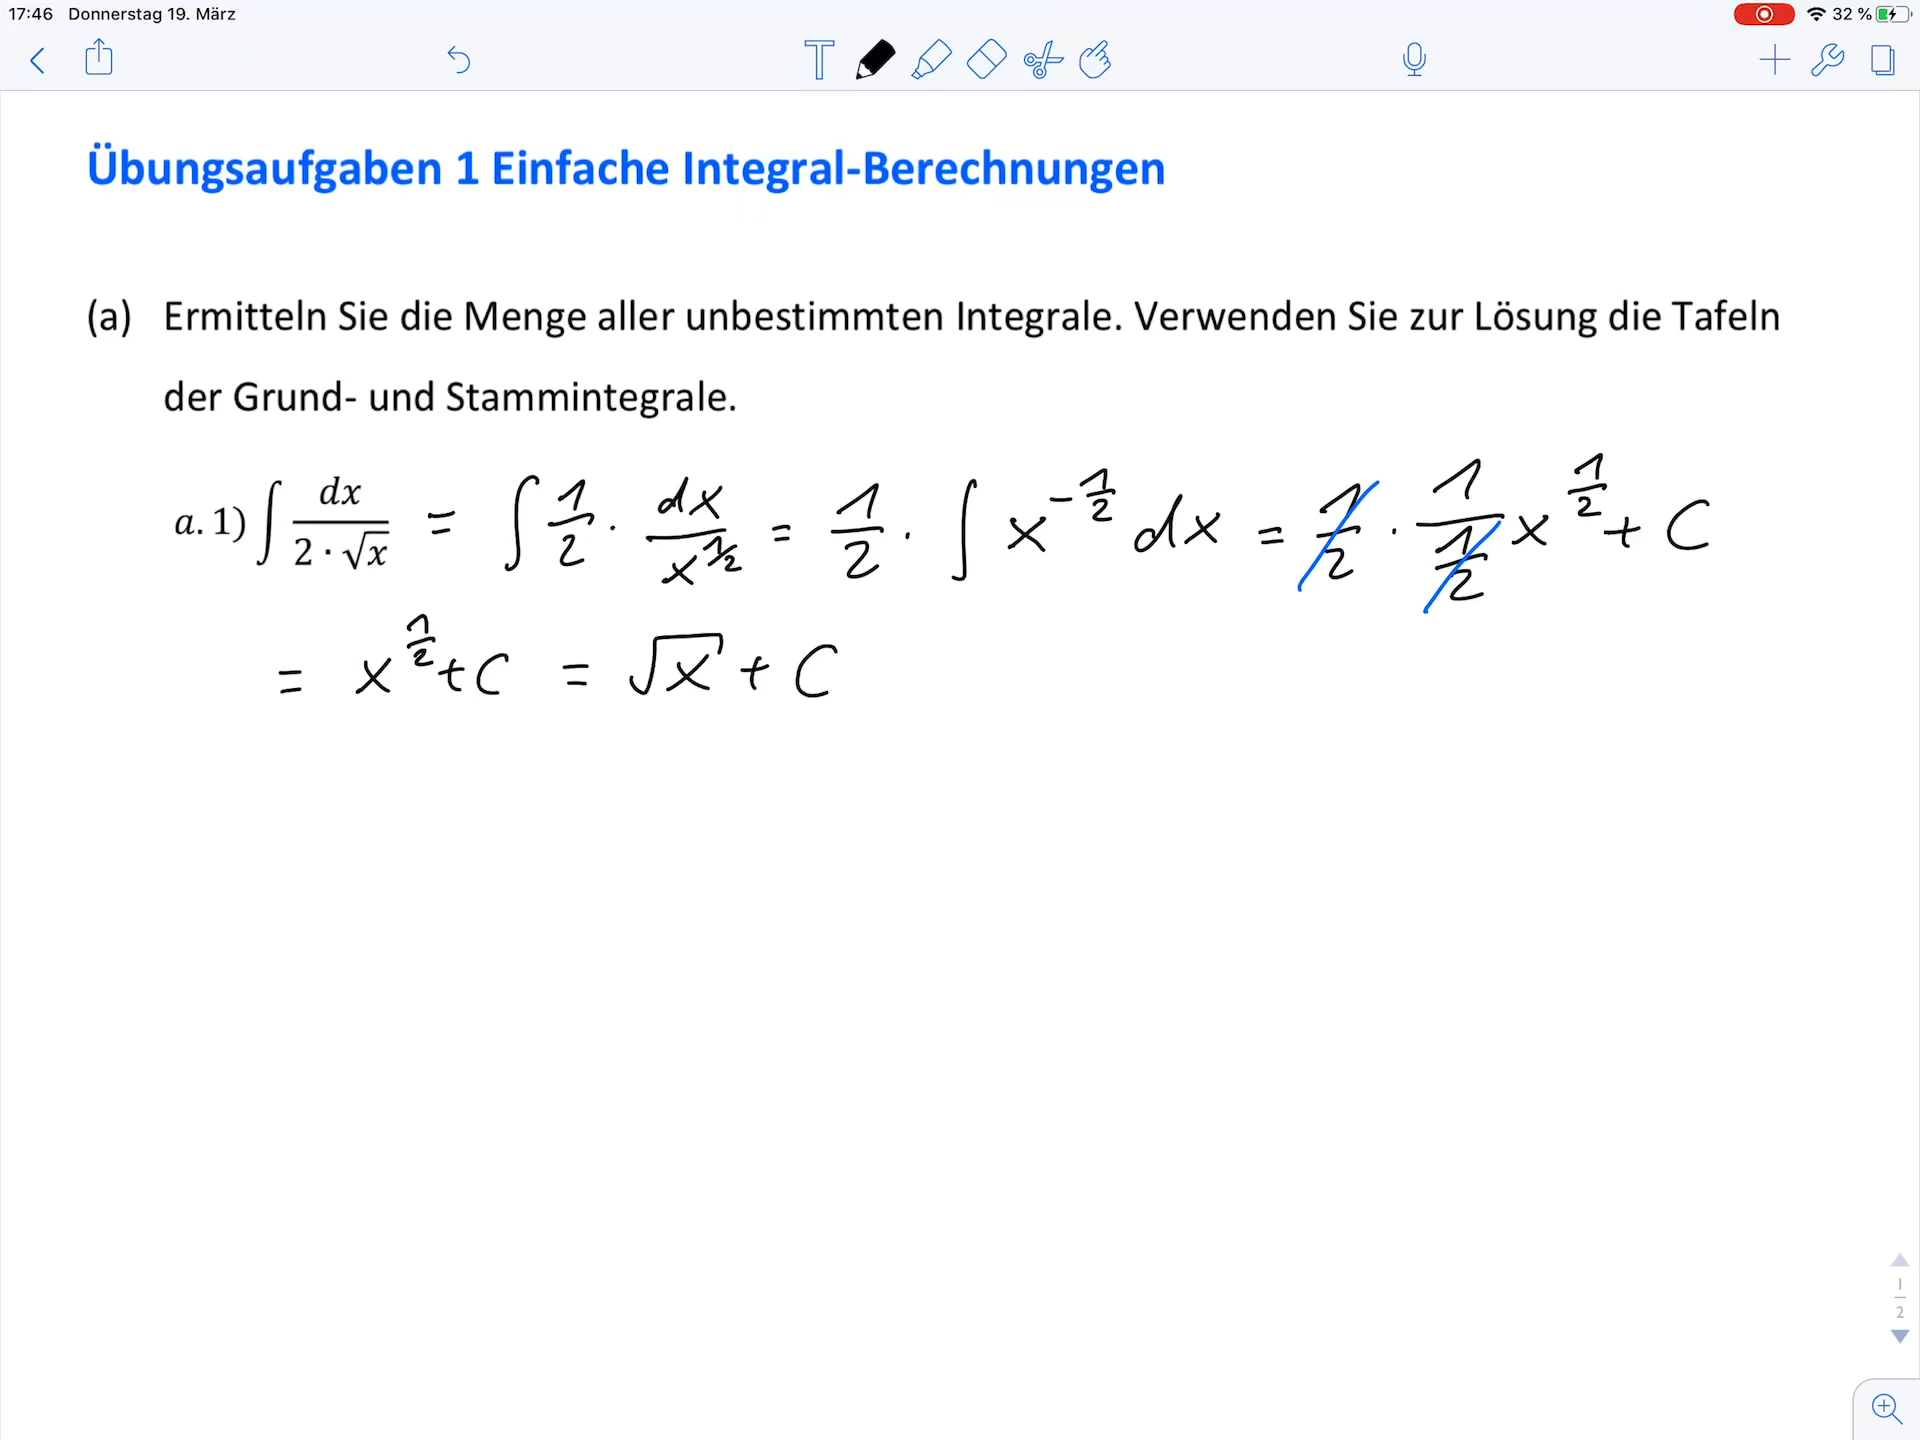 17:46 Donnerstag 19. März 32 %
T
Übungsaufgaben 1 Einfache Integral-Berechnungen
(a) Ermitteln Sie die Menge aller unbestimmten Integrale. Verwenden Sie zur Lösung die Tafeln
der Grund- und Stammintegrale.
a. 1) ∫ dx/(2 · √x) = ∫ 1/2 · dx/x^(1/2) = 1/2 · ∫ x^(-1/2) dx = 1/2 · 1/(1/2) x^(1/2) + C
= x^(1/2) + C = √x + C
1
2